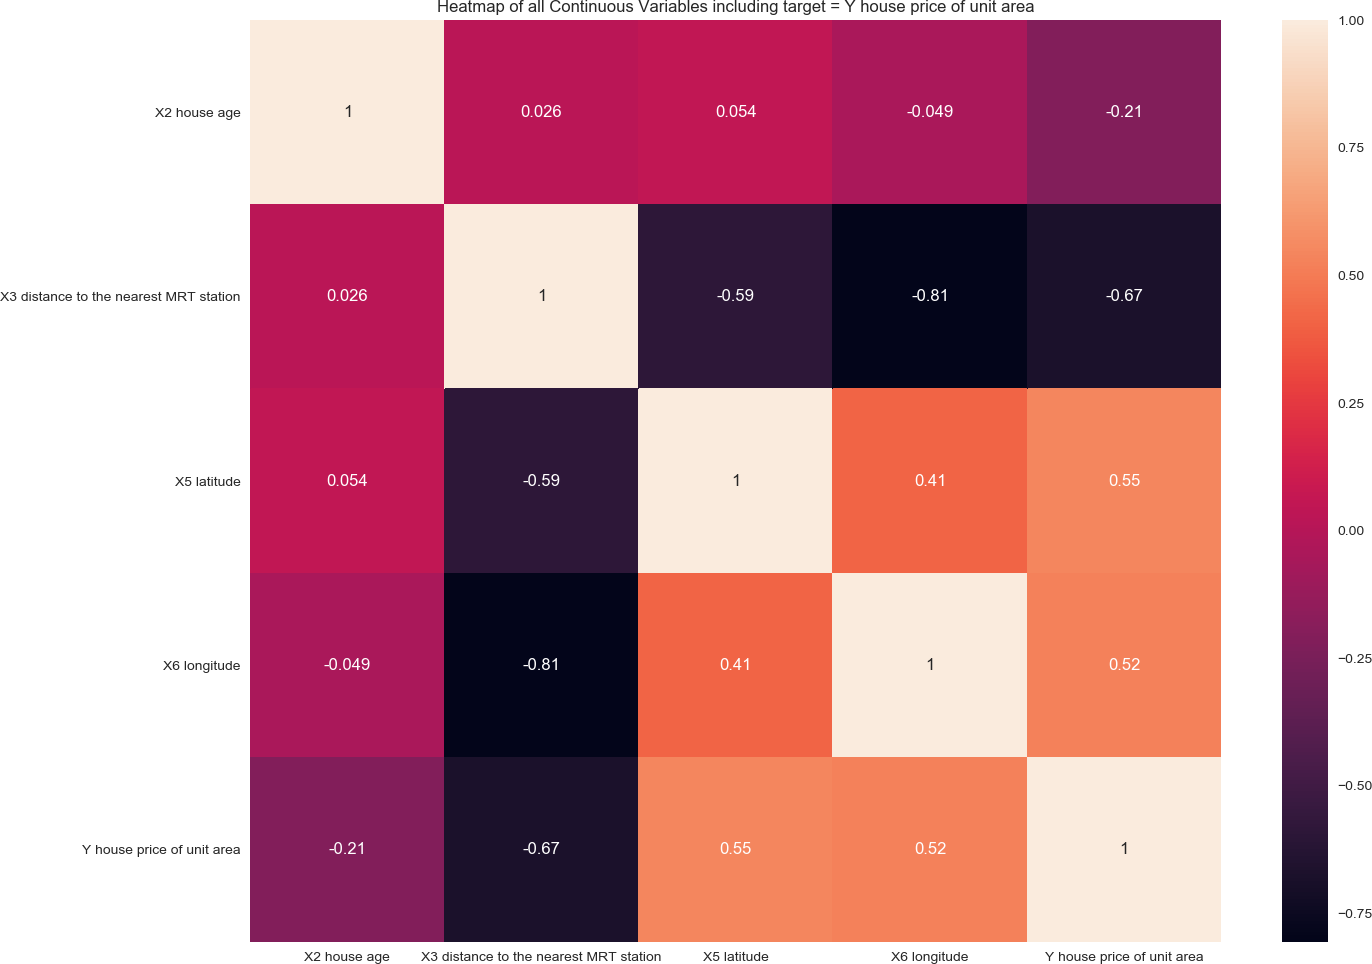 Heatmap of all Continuous Variables including target = Y house price of unit area
1.00
X2 house age 1 0.026 0.054 -0.049 -0.21
0.75
X3 distance to the nearest MRT station 0.026 1 -0.59 -0.81 -0.67
0.50
0.25
X5 latitude 0.054 -0.59 1 0.41 0.55
0.00
X6 longitude -0.049 -0.81 0.41 1 0.52
−0.25
−0.50
Y house price of unit area -0.21 -0.67 0.55 0.52 1
−0.75
X2 house age X3 distance to the nearest MRT station X5 latitude X6 longitude Y house price of unit area